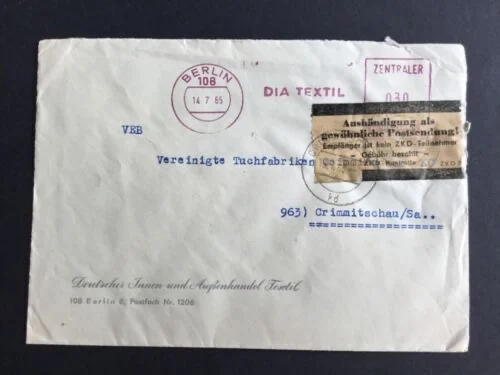 BERLIN
108
14.7.65
DIA TEXTIL
ZENTRALER
030
Aushändigung als
gewöhnliche Postsendung!
Empfänger ist kein ZKD-Teilnehmer
- Gebühr bezahlt -
ZKD
VEB
Vereinigte Tuchfabriken
963) Crimmitschau/Sa..
Deutscher Innen und Außenhandel Textil
108 Berlin 8, Postfach Nr. 1206